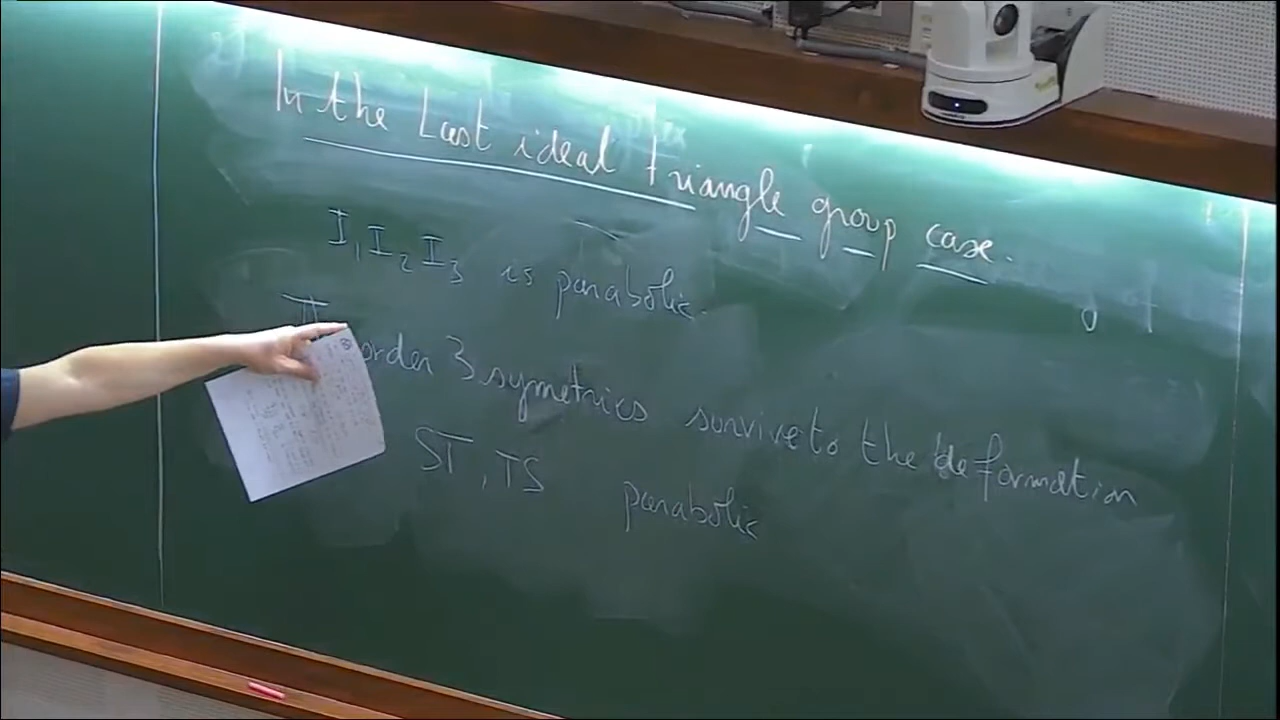 In the Last ideal triangle group case.
I₁ I₂ I₃ is parabolic.
order 3 symetries survive to the deformation
ST, TS parabolic